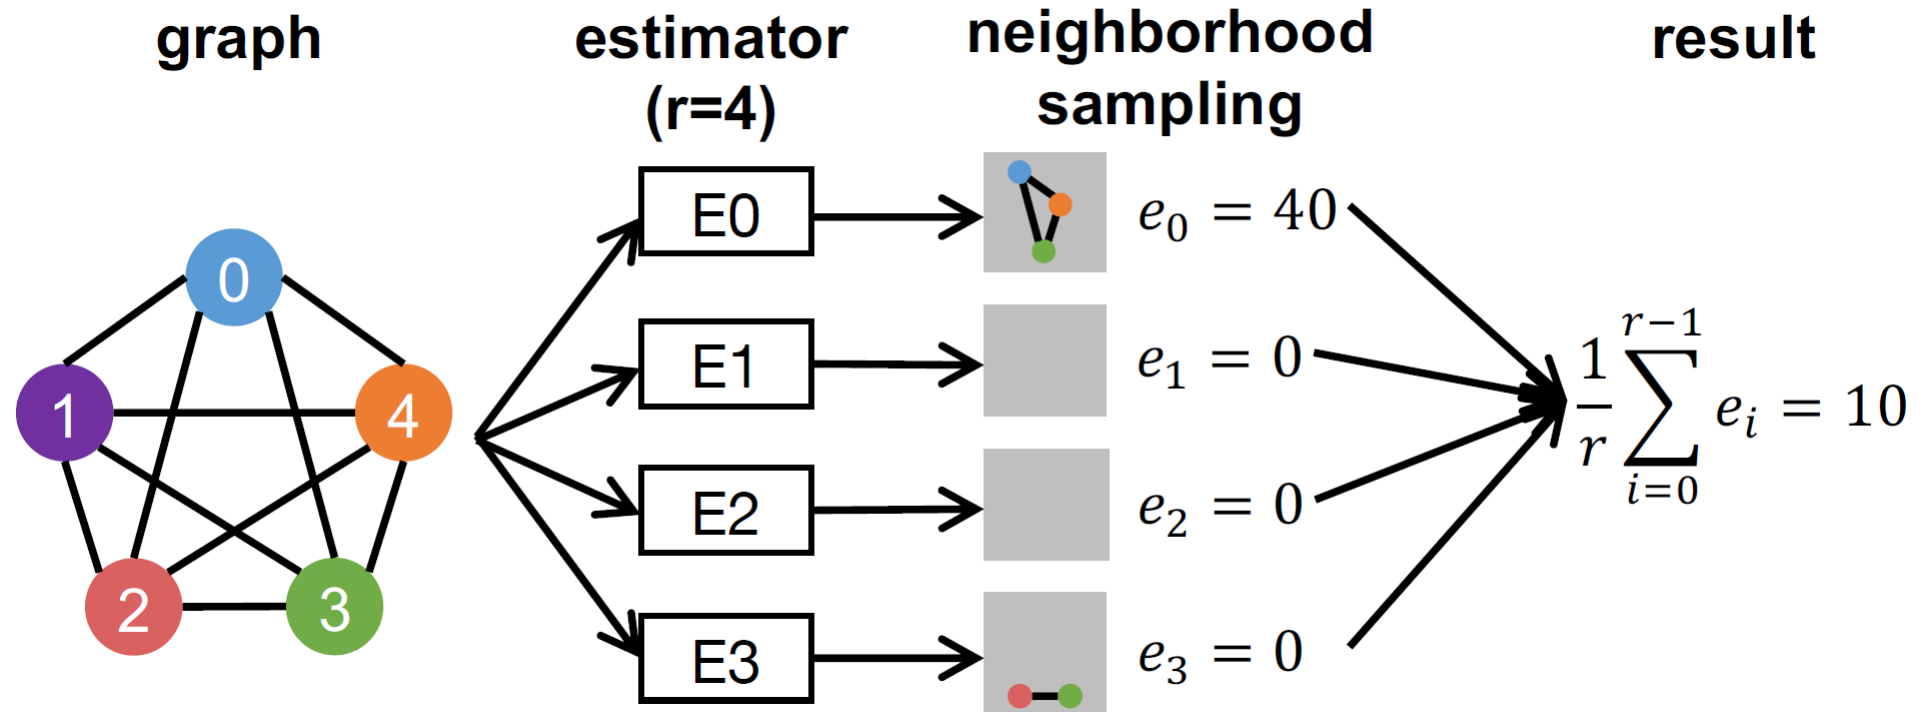 graph
estimator
(r=4)
neighborhood
sampling
result
0
1
4
2
3
E0
E1
E2
E3
e₀ = 40
e₁ = 0
e₂ = 0
e₃ = 0
r−1
1/r ∑ eᵢ = 10
i=0